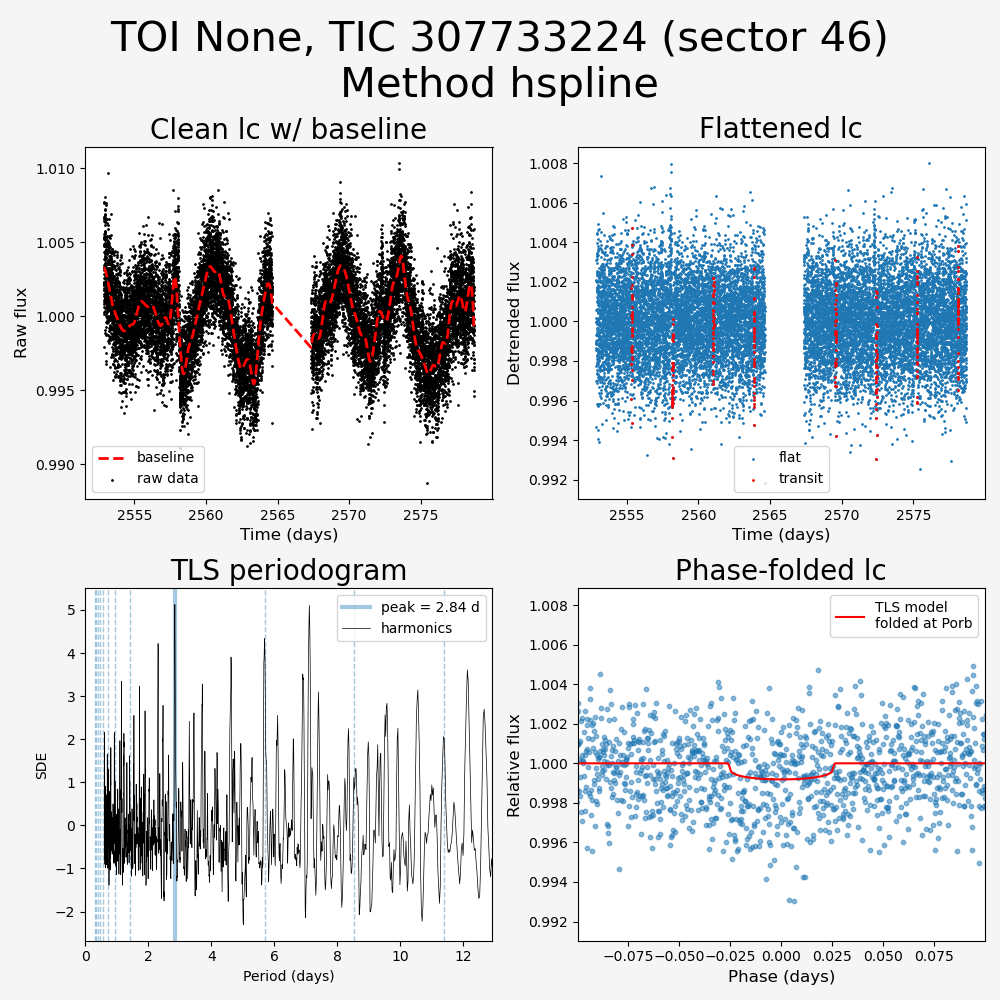 TOI None, TIC 307733224 (sector 46)
Method hspline
Clean lc w/ baseline
Raw flux
1.010
1.005
1.000
0.995
0.990
baseline
raw data
2555 2560 2565 2570 2575
Time (days)
Flattened lc
Detrended flux
1.008
1.006
1.004
1.002
1.000
0.998
0.996
0.994
0.992
flat
transit
2555 2560 2565 2570 2575
Time (days)
TLS periodogram
SDE
5
4
3
2
1
0
−1
−2
peak = 2.84 d
harmonics
0 2 4 6 8 10 12
Period (days)
Phase-folded lc
Relative flux
1.008
1.006
1.004
1.002
1.000
0.998
0.996
0.994
0.992
TLS model
folded at Porb
−0.075 −0.050 −0.025 0.000 0.025 0.050 0.075
Phase (days)